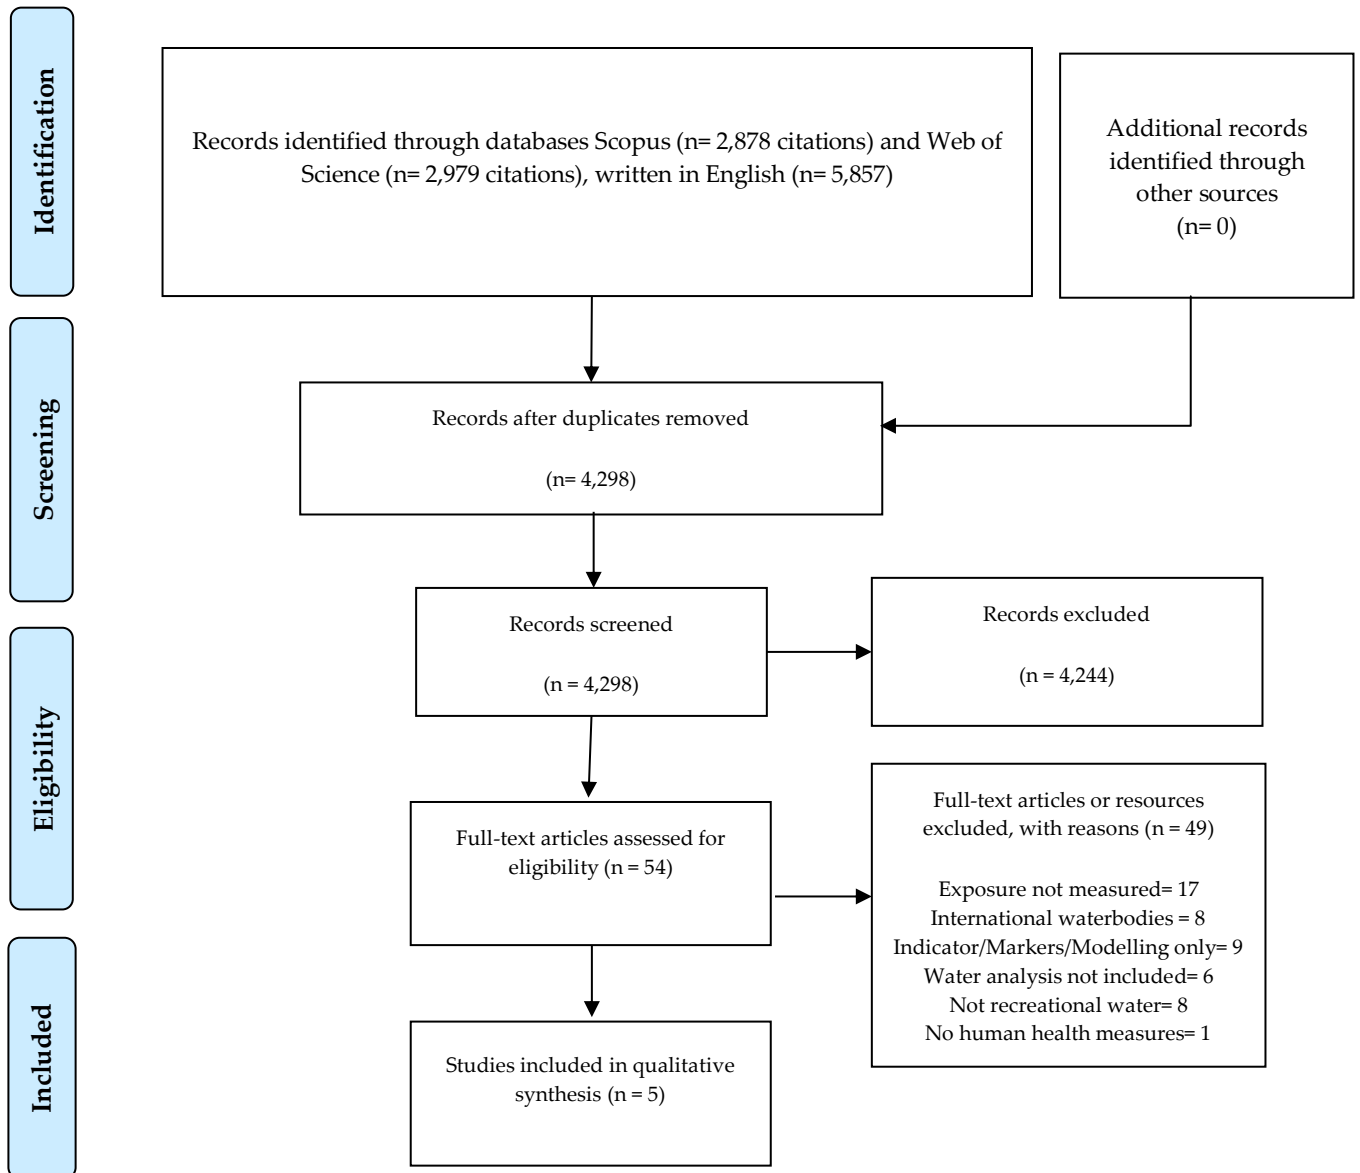 Identification
Records identified through databases Scopus (n= 2,878 citations) and Web of
Science (n= 2,979 citations), written in English (n= 5,857)
Additional records
identified through
other sources
(n= 0)
Screening
Records after duplicates removed
(n= 4,298)
Records screened
(n = 4,298)
Records excluded
(n = 4,244)
Eligibility
Full-text articles assessed for
eligibility (n = 54)
Full-text articles or resources
excluded, with reasons (n = 49)
Exposure not measured= 17
International waterbodies = 8
Indicator/Markers/Modelling only= 9
Water analysis not included= 6
Not recreational water= 8
No human health measures= 1
Included
Studies included in qualitative
synthesis (n = 5)